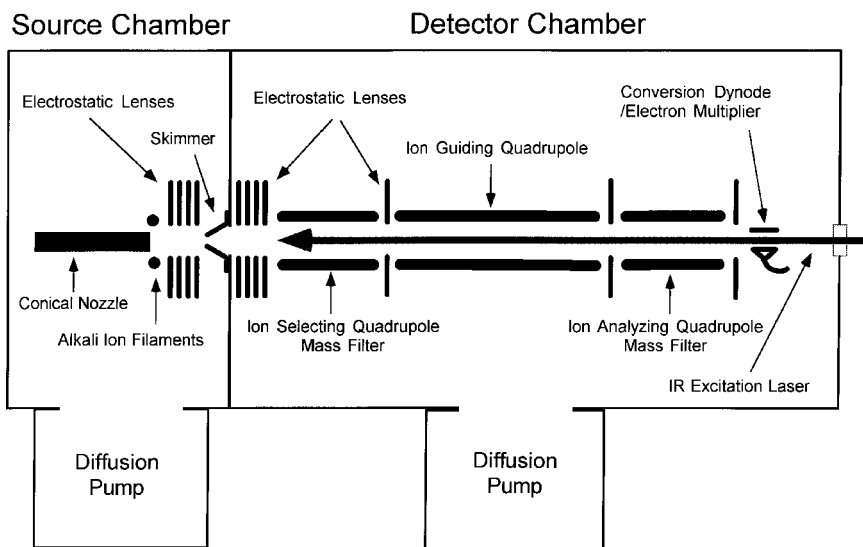 Source Chamber
Detector Chamber
Electrostatic Lenses
Skimmer
Electrostatic Lenses
Ion Guiding Quadrupole
Conversion Dynode
/Electron Multiplier
Conical Nozzle
Alkali Ion Filaments
Ion Selecting Quadrupole
Mass Filter
Ion Analyzing Quadrupole
Mass Filter
IR Excitation Laser
Diffusion
Pump
Diffusion
Pump